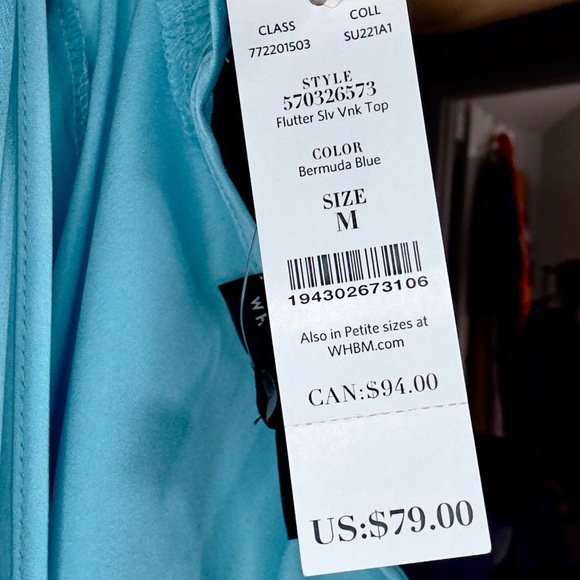 CLASS COLL
772201503 SU221A1
STYLE
570326573
Flutter Slv Vnk Top
COLOR
Bermuda Blue
SIZE
M
194302673106
Also in Petite sizes at
WHBM.com
CAN:$94.00
US:$79.00
wh